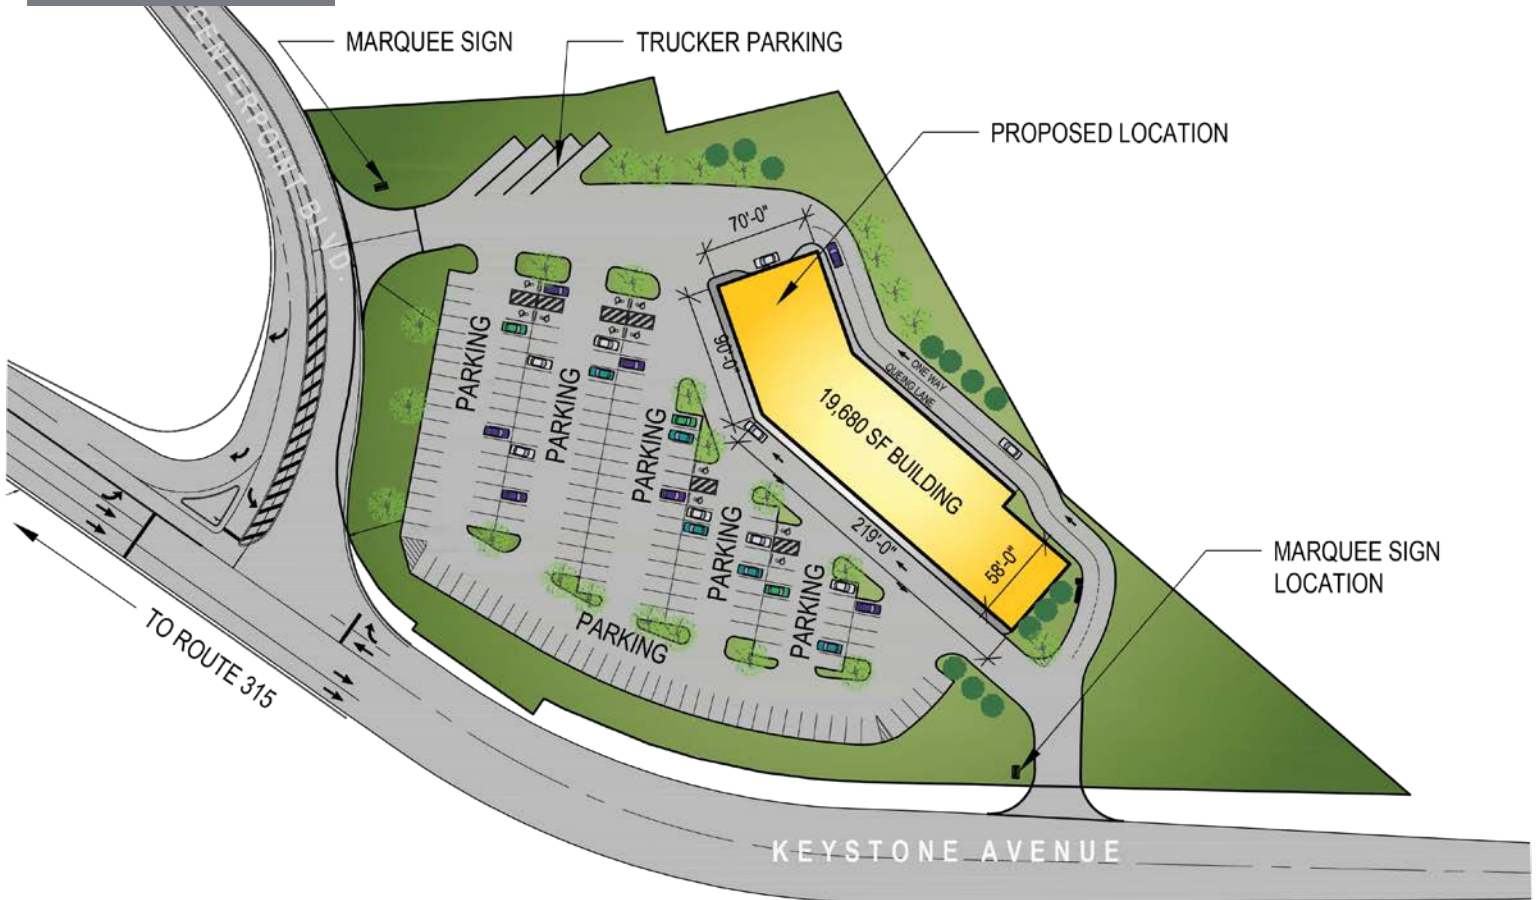 MARQUEE SIGN
TRUCKER PARKING
CENTERPOINT BLVD.
PROPOSED LOCATION
70'-0"
90'-0"
ONE WAY
QUEING LANE
19,680 SF BUILDING
PARKING
PARKING
PARKING
PARKING
PARKING
PARKING
219'-0"
58'-0"
MARQUEE SIGN
LOCATION
TO ROUTE 315
KEYSTONE AVENUE